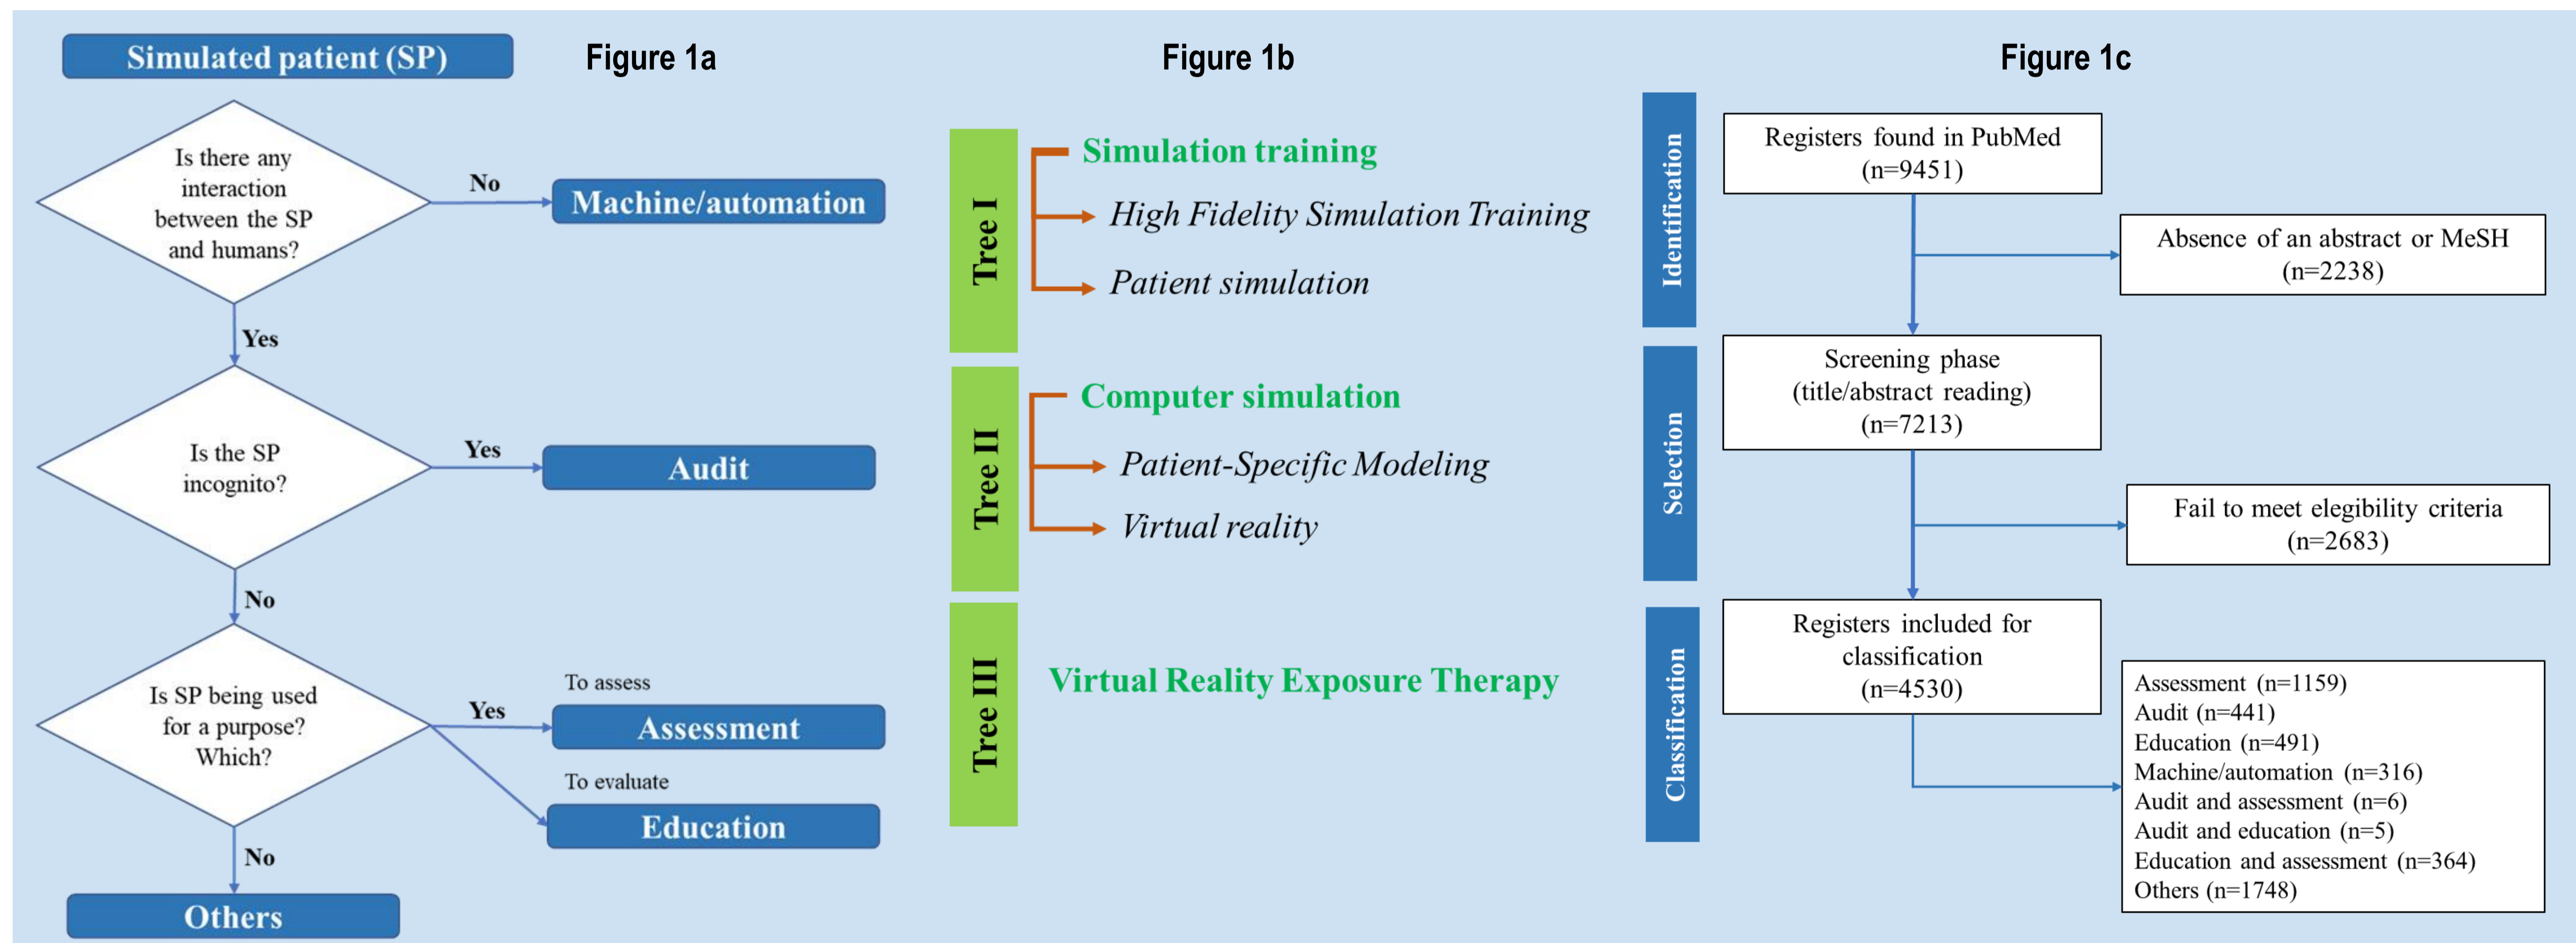 Simulated patient (SP)
Figure 1a
Is there any
interaction
between the SP
and humans?
No
Machine/automation
Yes
Is the SP
incognito?
Yes
Audit
No
Is SP being used
for a purpose?
Which?
Yes
To assess
Assessment
To evaluate
Education
No
Others
Figure 1b
Tree I
Simulation training
High Fidelity Simulation Training
Patient simulation
Tree II
Computer simulation
Patient-Specific Modeling
Virtual reality
Tree III
Virtual Reality Exposure Therapy
Figure 1c
Identification
Registers found in PubMed
(n=9451)
Absence of an abstract or MeSH
(n=2238)
Selection
Screening phase
(title/abstract reading)
(n=7213)
Fail to meet elegibility criteria
(n=2683)
Classification
Registers included for
classification
(n=4530)
Assessment (n=1159)
Audit (n=441)
Education (n=491)
Machine/automation (n=316)
Audit and assessment (n=6)
Audit and education (n=5)
Education and assessment (n=364)
Others (n=1748)